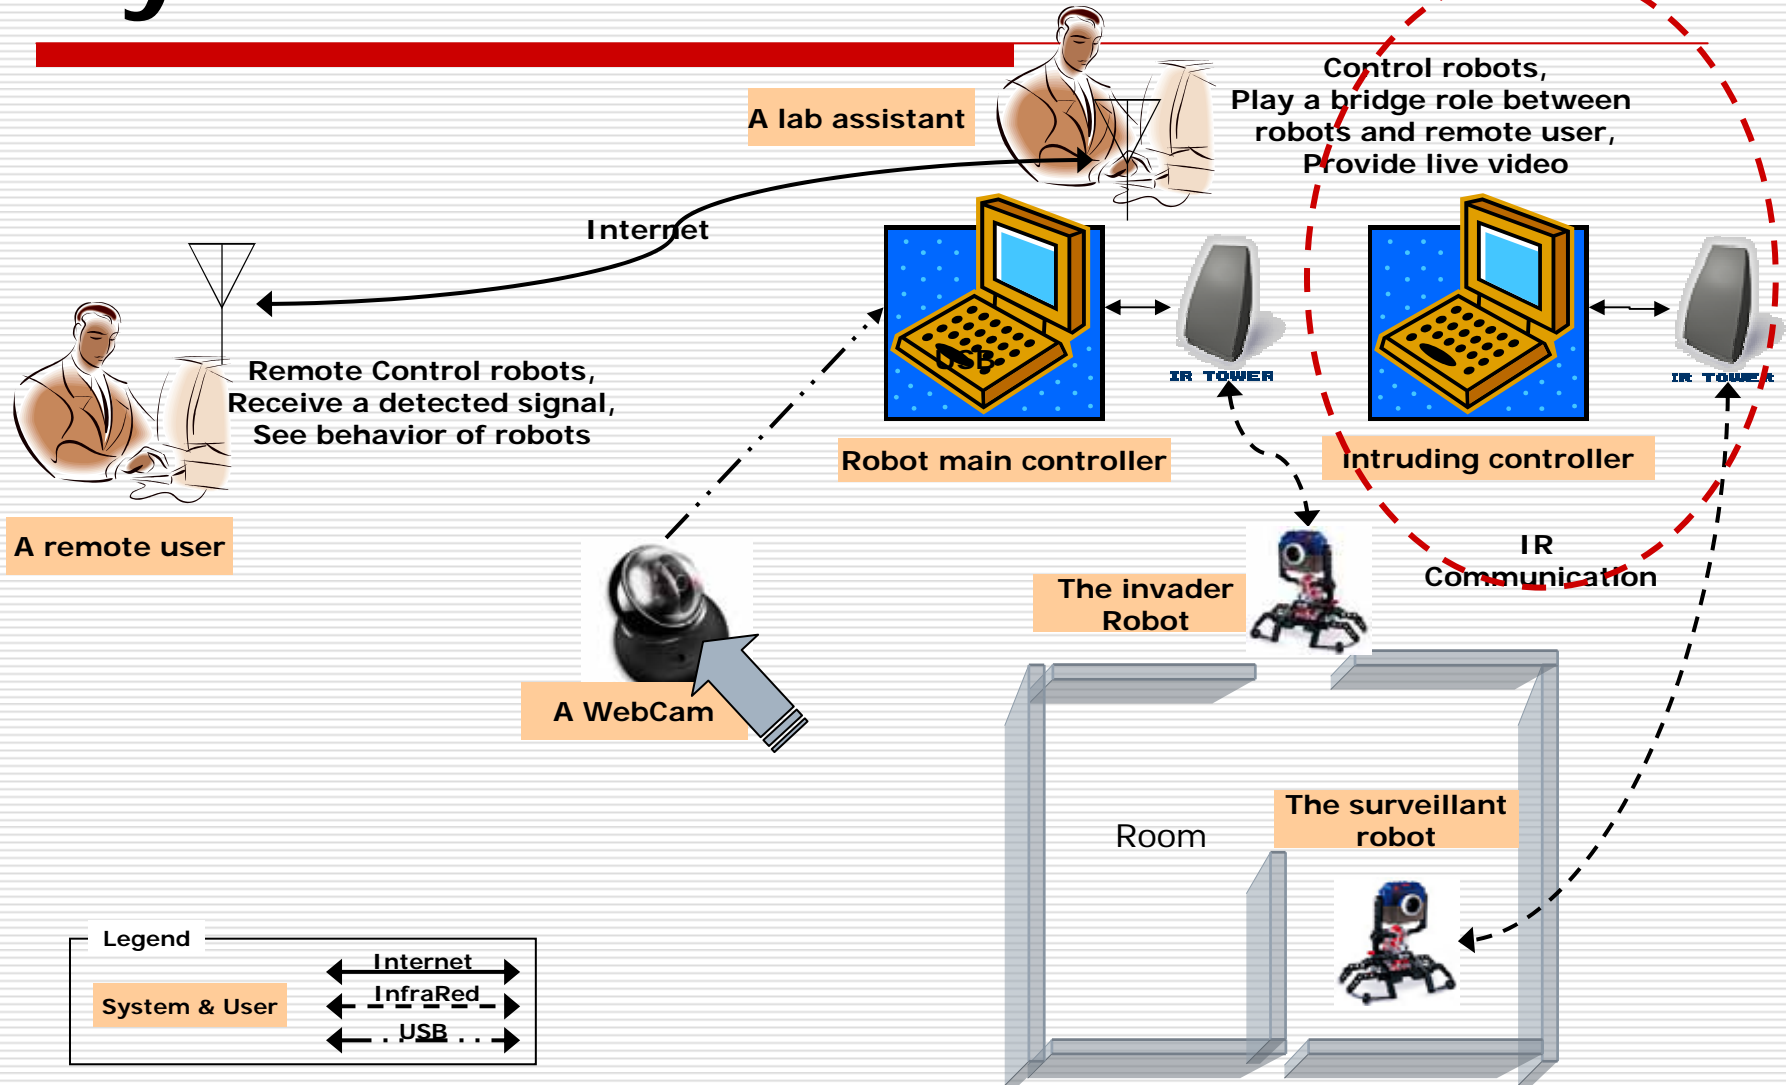 A lab assistant
Control robots,
Play a bridge role between
robots and remote user,
Provide live video
Internet
USB
IR TOWER
IR TOWER
Remote Control robots,
Receive a detected signal,
See behavior of robots
Robot main controller
intruding controller
A remote user
IR
Communication
The invader
Robot
A WebCam
The surveillant
robot
Room
Legend
Internet
System & User
InfraRed
USB